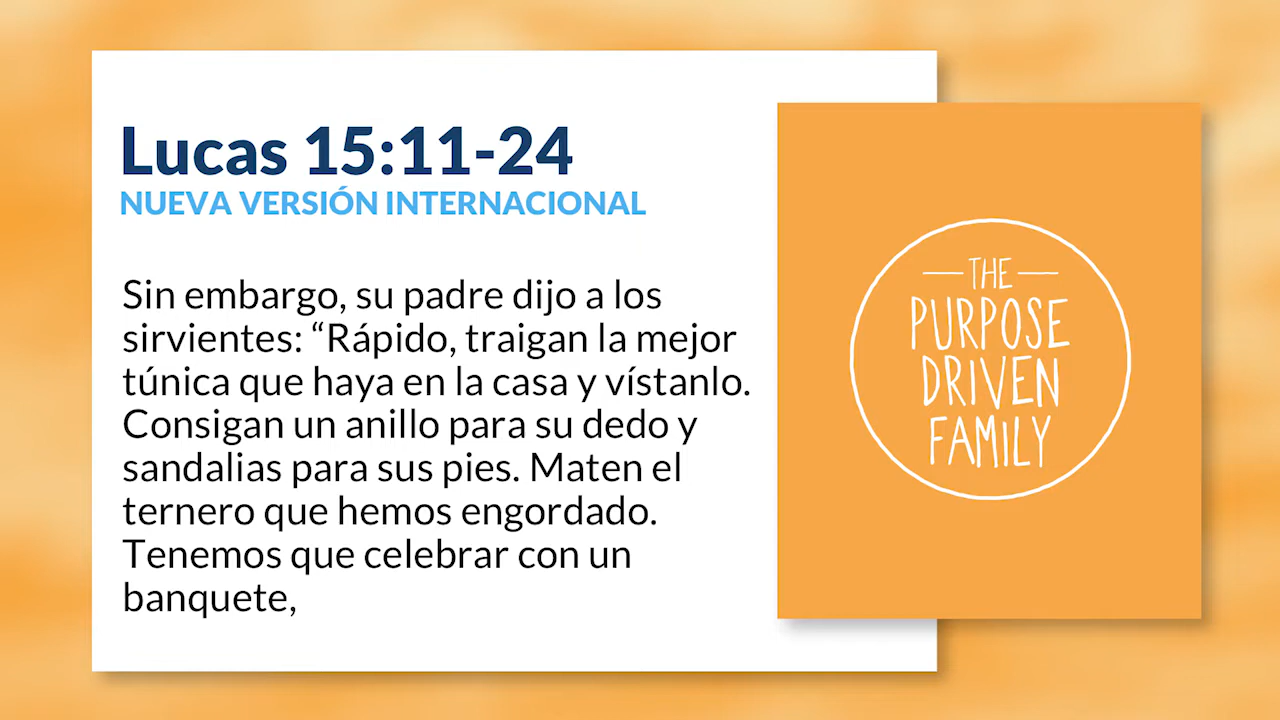 Lucas 15:11-24
NUEVA VERSIÓN INTERNACIONAL
Sin embargo, su padre dijo a los
sirvientes: “Rápido, traigan la mejor
túnica que haya en la casa y vístanlo.
Consigan un anillo para su dedo y
sandalias para sus pies. Maten el
ternero que hemos engordado.
Tenemos que celebrar con un
banquete,
THE
PURPOSE
DRIVEN
FAMILY